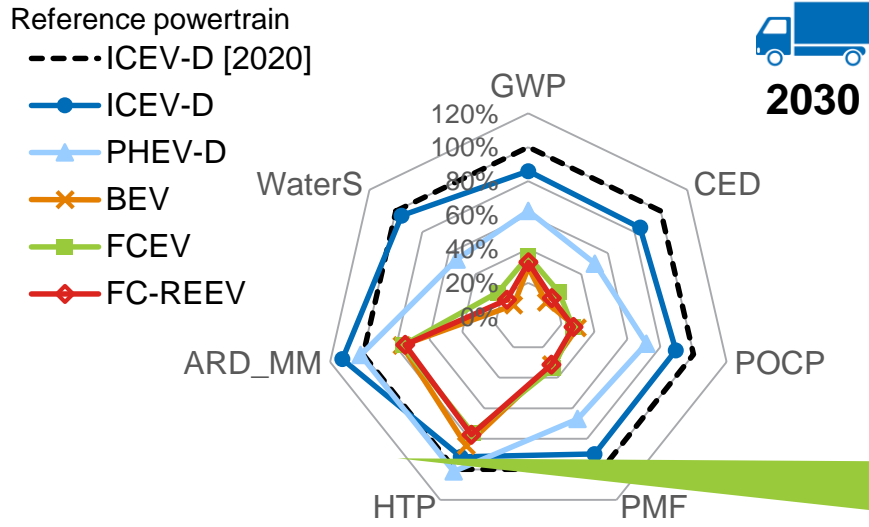 Reference powertrain
ICEV-D [2020]
ICEV-D
PHEV-D
BEV
FCEV
FC-REEV
2030
GWP
CED
POCP
PMF
HTP
ARD_MM
WaterS
120%
100%
80%
60%
40%
20%
0%